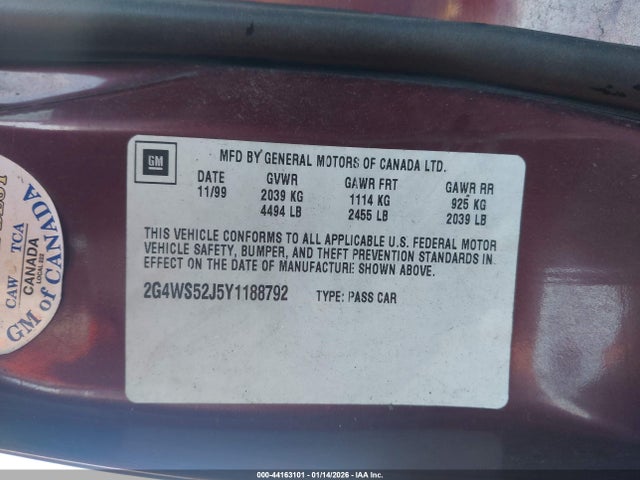 GM
MFD BY GENERAL MOTORS OF CANADA LTD.
DATE GVWR GAWR FRT GAWR RR
11/99 2039 KG 1114 KG 925 KG
4494 LB 2455 LB 2039 LB
THIS VEHICLE CONFORMS TO ALL APPLICABLE U.S. FEDERAL MOTOR
VEHICLE SAFETY, BUMPER, AND THEFT PREVENTION STANDARDS IN
EFFECT ON THE DATE OF MANUFACTURE SHOWN ABOVE.
2G4WS52J5Y1188792 TYPE: PASS CAR
CAW TCA
CANADA
GM of CANADA
000-44163101 - 01/14/2026 - IAA Inc.